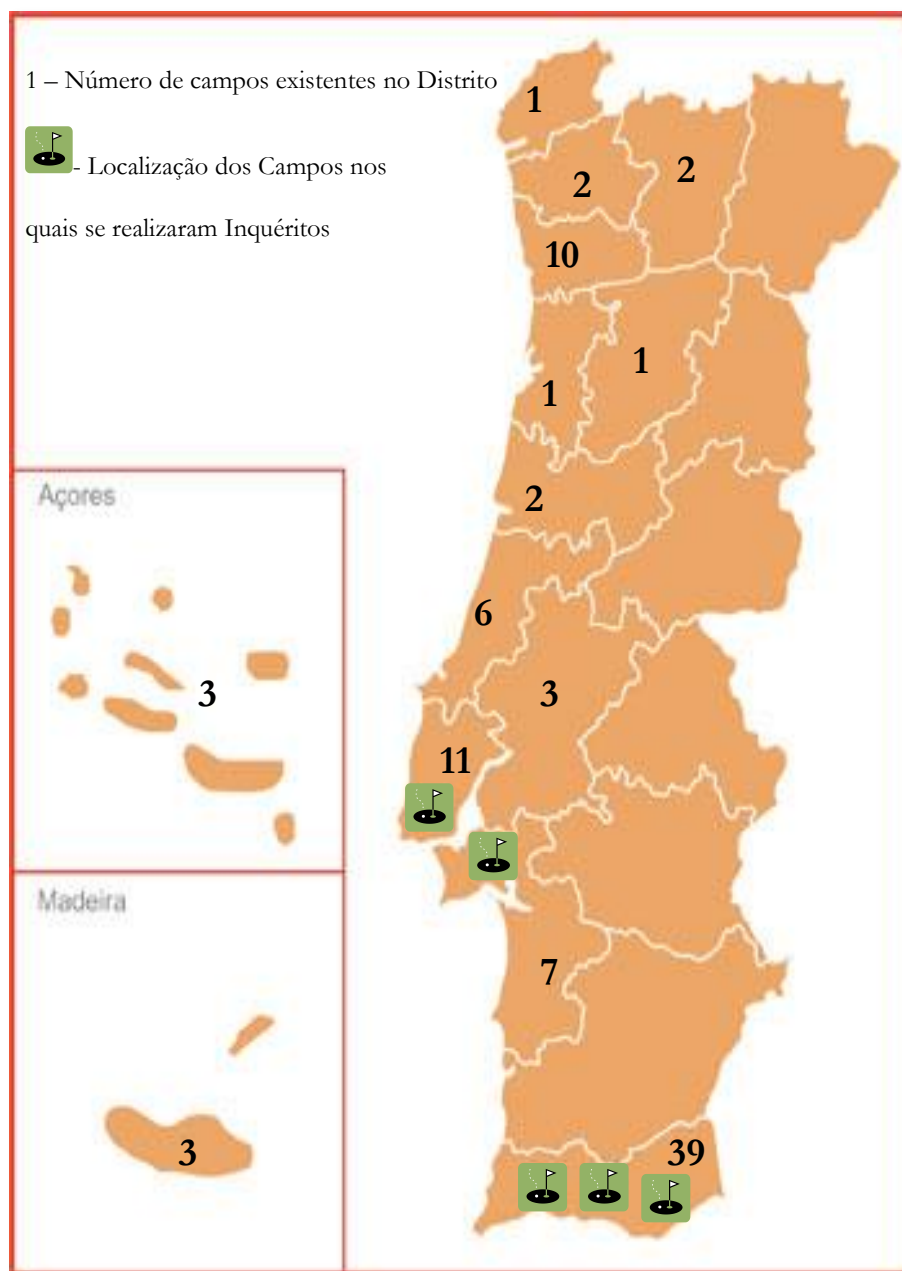 1 – Número de campos existentes no Distrito
- Localização dos Campos nos
quais se realizaram Inquéritos
1
2
2
10
1
1
2
Açores
6
3
3
11
Madeira
7
3
39